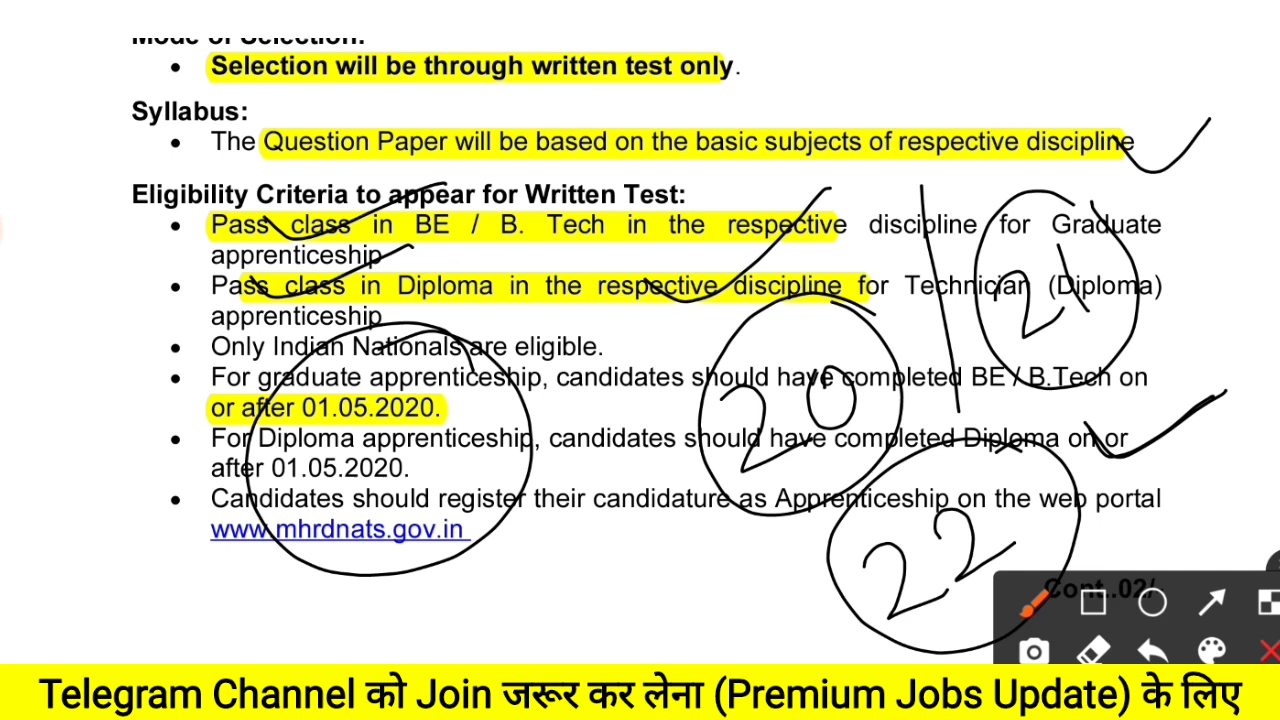 Mode of Selection:
• Selection will be through written test only.
Syllabus:
• The Question Paper will be based on the basic subjects of respective discipline
Eligibility Criteria to appear for Written Test:
• Pass class in BE / B. Tech in the respective discipline for Graduate
apprenticeship
• Pass class in Diploma in the respective discipline for Technician (Diploma)
apprenticeship
• Only Indian Nationals are eligible.
• For graduate apprenticeship, candidates should have completed BE / B.Tech on
or after 01.05.2020.
• For Diploma apprenticeship, candidates should have completed Diploma on or
after 01.05.2020.
• Candidates should register their candidature as Apprenticeship on the web portal
www.mhrdnats.gov.in
21
20
22
Cont..02/
Telegram Channel को Join जरूर कर लेना (Premium Jobs Update) के लिए